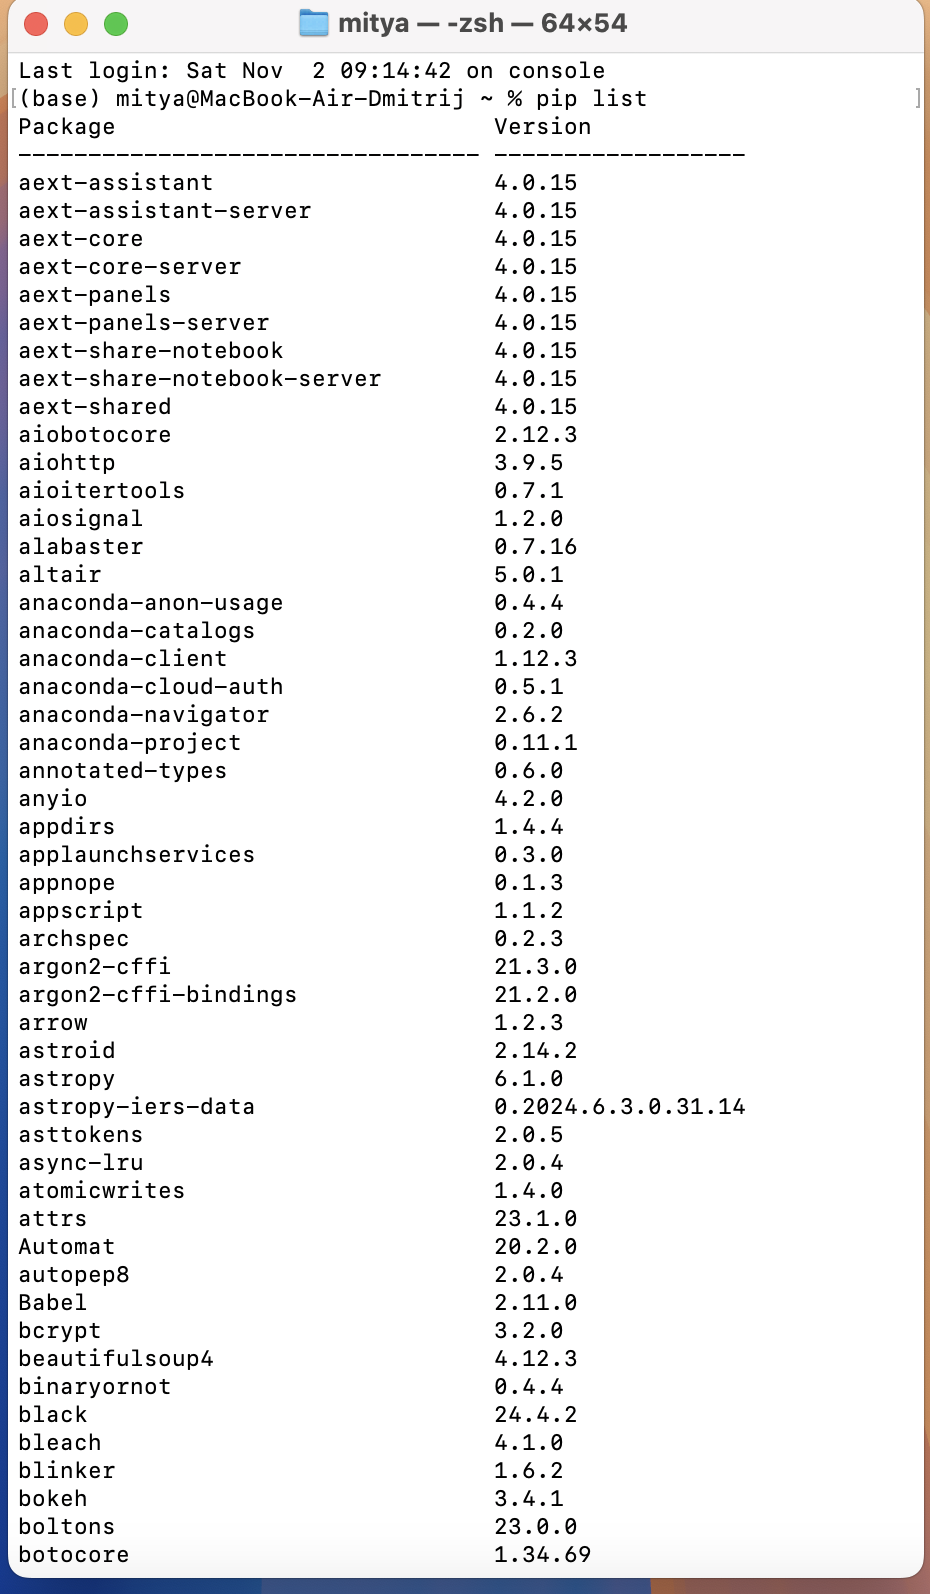 mitya — -zsh — 64×54
Last login: Sat Nov  2 09:14:42 on console
[(base) mitya@MacBook-Air-Dmitrij ~ % pip list ]
Package                           Version
--------------------------------- ------------------
aext-assistant                    4.0.15
aext-assistant-server             4.0.15
aext-core                         4.0.15
aext-core-server                  4.0.15
aext-panels                       4.0.15
aext-panels-server                4.0.15
aext-share-notebook               4.0.15
aext-share-notebook-server        4.0.15
aext-shared                       4.0.15
aiobotocore                       2.12.3
aiohttp                           3.9.5
aioitertools                      0.7.1
aiosignal                         1.2.0
alabaster                         0.7.16
altair                            5.0.1
anaconda-anon-usage               0.4.4
anaconda-catalogs                 0.2.0
anaconda-client                   1.12.3
anaconda-cloud-auth               0.5.1
anaconda-navigator                2.6.2
anaconda-project                  0.11.1
annotated-types                   0.6.0
anyio                             4.2.0
appdirs                           1.4.4
applaunchservices                 0.3.0
appnope                           0.1.3
appscript                         1.1.2
archspec                          0.2.3
argon2-cffi                       21.3.0
argon2-cffi-bindings              21.2.0
arrow                             1.2.3
astroid                           2.14.2
astropy                           6.1.0
astropy-iers-data                 0.2024.6.3.0.31.14
asttokens                         2.0.5
async-lru                         2.0.4
atomicwrites                      1.4.0
attrs                             23.1.0
Automat                           20.2.0
autopep8                          2.0.4
Babel                             2.11.0
bcrypt                            3.2.0
beautifulsoup4                    4.12.3
binaryornot                       0.4.4
black                             24.4.2
bleach                            4.1.0
blinker                           1.6.2
bokeh                             3.4.1
boltons                           23.0.0
botocore                          1.34.69